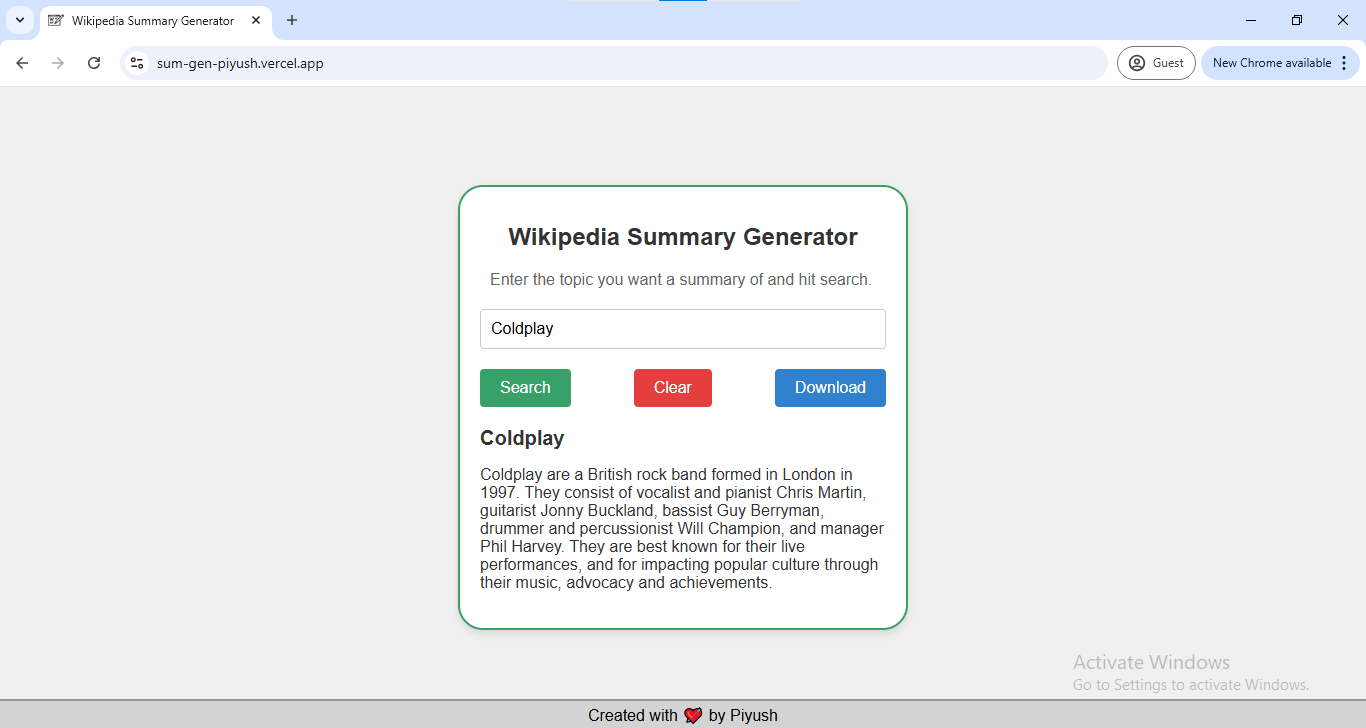 Wikipedia Summary Generator
sum-gen-piyush.vercel.app
Guest
New Chrome available
Wikipedia Summary Generator
Enter the topic you want a summary of and hit search.
Coldplay
Search Clear Download
Coldplay
Coldplay are a British rock band formed in London in
1997. They consist of vocalist and pianist Chris Martin,
guitarist Jonny Buckland, bassist Guy Berryman,
drummer and percussionist Will Champion, and manager
Phil Harvey. They are best known for their live
performances, and for impacting popular culture through
their music, advocacy and achievements.
Activate Windows
Go to Settings to activate Windows.
Created with ❤️ by Piyush